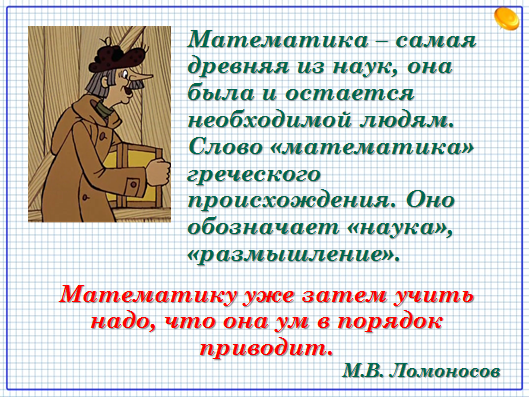 Математика – самая
древняя из наук, она
была и остается
необходимой людям.
Слово «математика»
греческого
происхождения. Оно
обозначает «наука»,
«размышление».
Математику уже затем учить
надо, что она ум в порядок
приводит.
М.В. Ломоносов